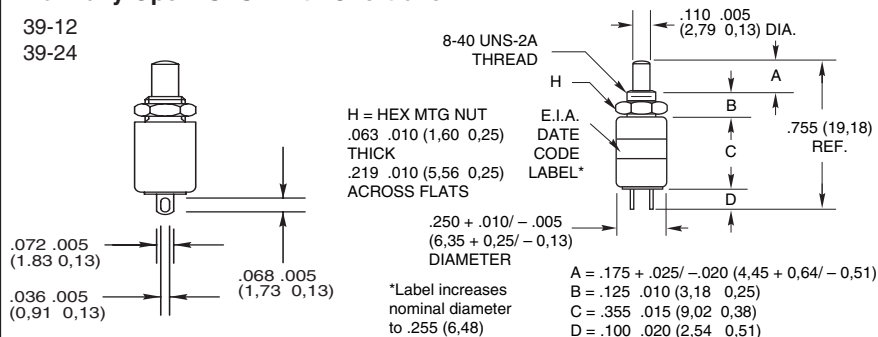 39-12
39-24
8-40 UNS-2A
THREAD
H
.110 .005
(2,79 0,13) DIA.
A
B
C
D
.755 (19,18)
REF.
H = HEX MTG NUT
.063 .010 (1,60 0,25)
THICK
.219 .010 (5,56 0,25)
ACROSS FLATS
E.I.A.
DATE
CODE
LABEL*
.250 + .010/ – .005
(6,35 + 0,25/ – 0,13)
DIAMETER
.072 .005
(1.83 0,13)
.036 .005
(0,91 0,13)
.068 .005
(1,73 0,13)
*Label increases
nominal diameter
to .255 (6,48)
A = .175 + .025/ –.020 (4,45 + 0,64/ – 0,51)
B = .125 .010 (3,18 0,25)
C = .355 .015 (9,02 0,38)
D = .100 .020 (2,54 0,51)